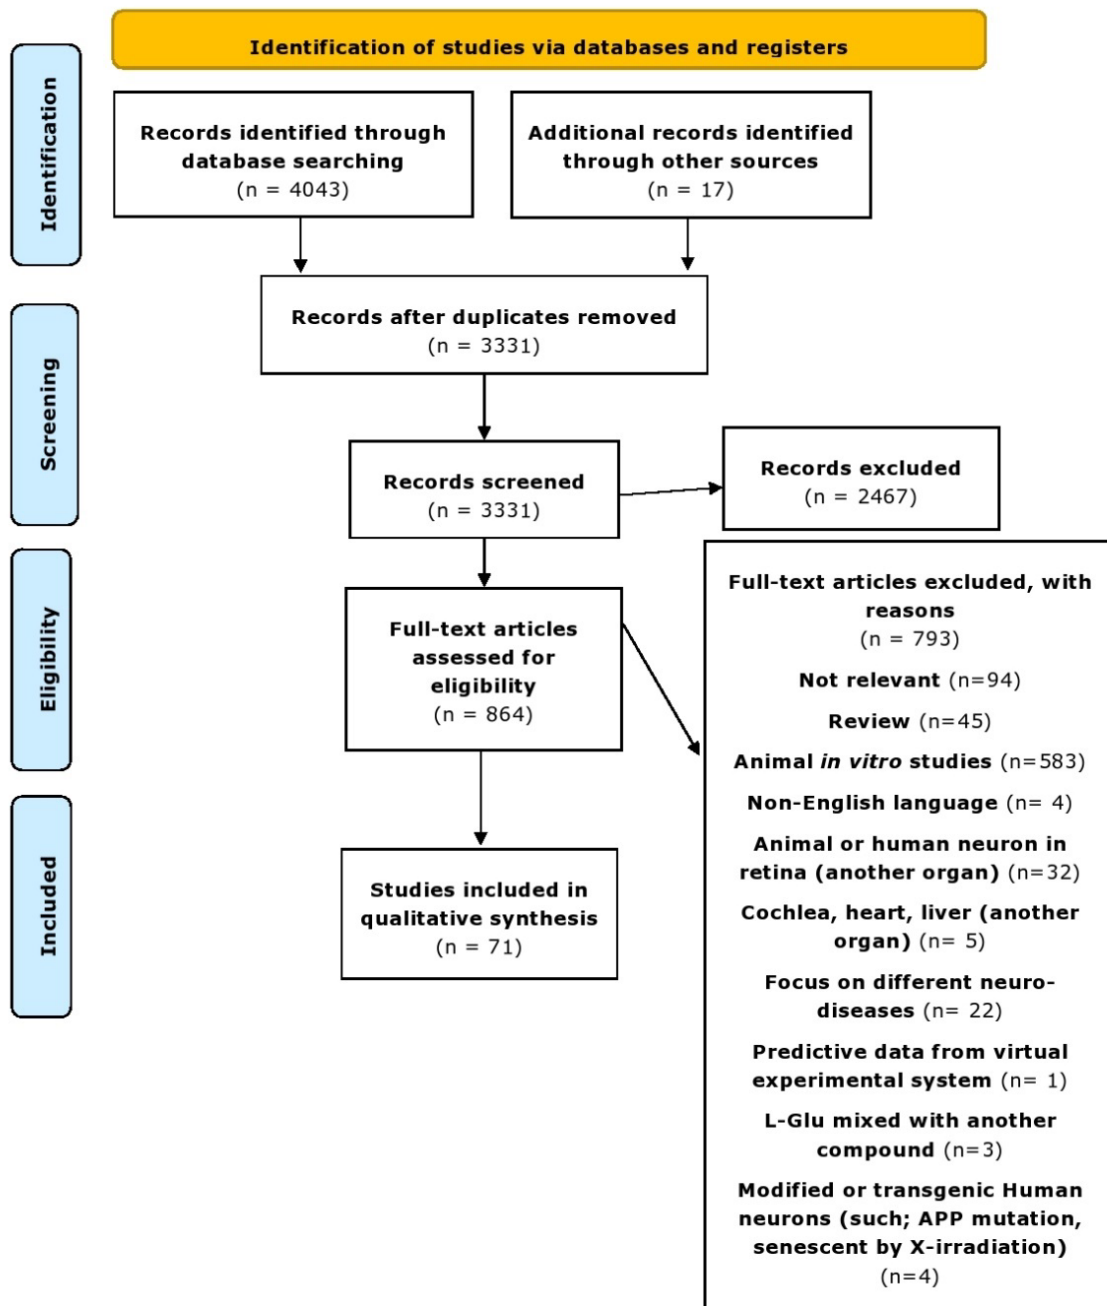 Identification of studies via databases and registers
Identification
Records identified through
database searching
(n = 4043)
Additional records identified
through other sources
(n = 17)
Records after duplicates removed
(n = 3331)
Screening
Records screened
(n = 3331)
Records excluded
(n = 2467)
Eligibility
Full-text articles
assessed for
eligibility
(n = 864)
Full-text articles excluded, with
reasons
(n = 793)
Not relevant (n=94)
Review (n=45)
Animal in vitro studies (n=583)
Non-English language (n= 4)
Animal or human neuron in
retina (another organ) (n=32)
Cochlea, heart, liver (another
organ) (n= 5)
Focus on different neuro-
diseases (n= 22)
Predictive data from virtual
experimental system (n= 1)
L-Glu mixed with another
compound (n=3)
Modified or transgenic Human
neurons (such; APP mutation,
senescent by X-irradiation)
(n=4)
Included
Studies included in
qualitative synthesis
(n = 71)